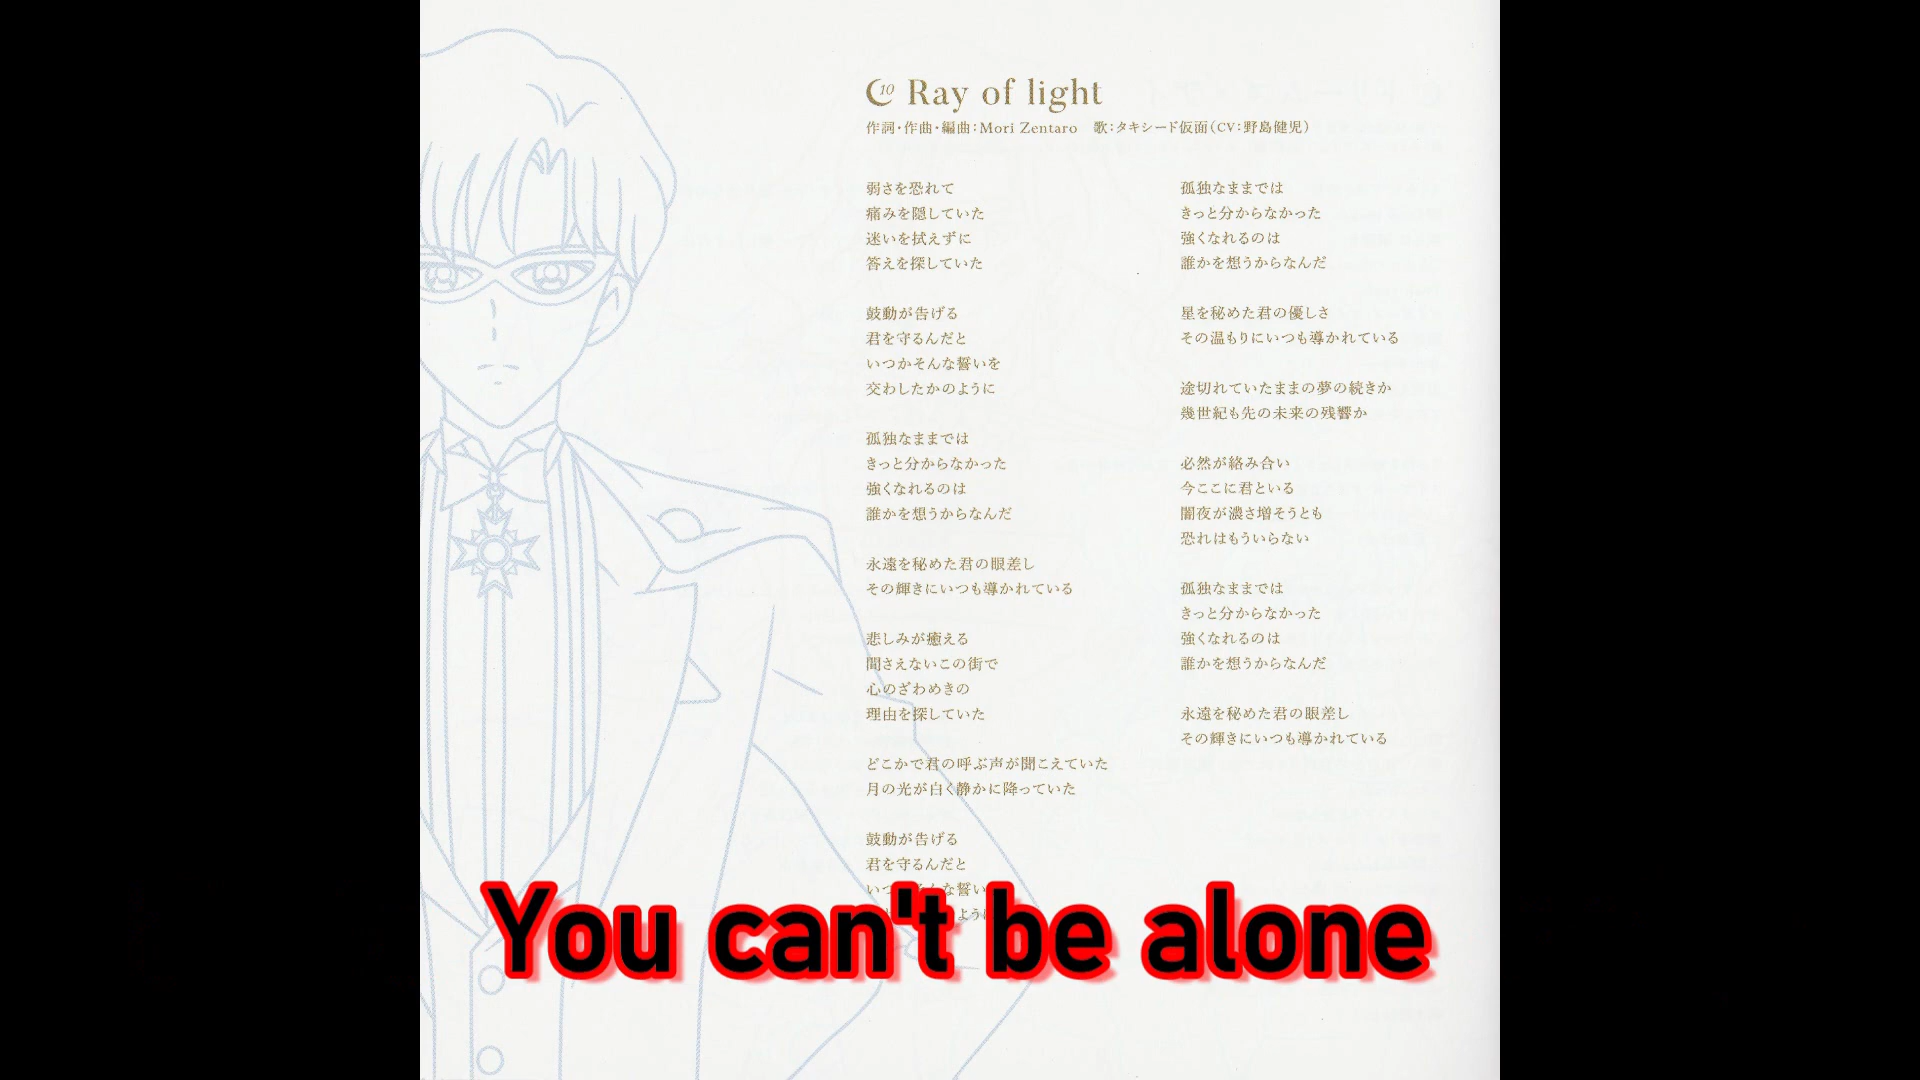 10 Ray of light
作詞・作曲・編曲：Mori Zentaro 歌：タキシード仮面（CV：野島健児）
弱さを恐れて
痛みを隠していた
迷いを拭えずに
答えを探していた
鼓動が告げる
君を守るんだと
いつかそんな誓いを
交わしたかのように
孤独なままでは
きっと分からなかった
強くなれるのは
誰かを想うからなんだ
永遠を秘めた君の眼差し
その輝きにいつも導かれている
悲しみが癒える
間さえないこの街で
心のざわめきの
理由を探していた
どこかで君の呼ぶ声が聞こえていた
月の光が白く静かに降っていた
鼓動が告げる
君を守るんだと
いつ そんな誓い
ように
孤独なままでは
きっと分からなかった
強くなれるのは
誰かを想うからなんだ
星を秘めた君の優しさ
その温もりにいつも導かれている
途切れていたままの夢の続きか
幾世紀も先の未来の残響か
必然が絡み合い
今ここに君といる
闇夜が濃さ増そうとも
恐れはもういらない
孤独なままでは
きっと分からなかった
強くなれるのは
誰かを想うからなんだ
永遠を秘めた君の眼差し
その輝きにいつも導かれている
You can't be alone